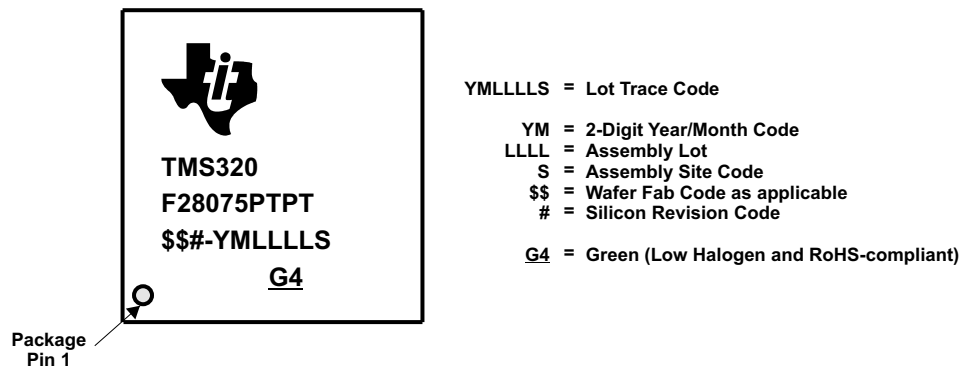 TMS320
F28075PTPT
$$#-YMLLLLS
G4
Package
Pin 1
YMLLLLS = Lot Trace Code
YM = 2-Digit Year/Month Code
LLLL = Assembly Lot
S = Assembly Site Code
$$ = Wafer Fab Code as applicable
# = Silicon Revision Code
G4 = Green (Low Halogen and RoHS-compliant)